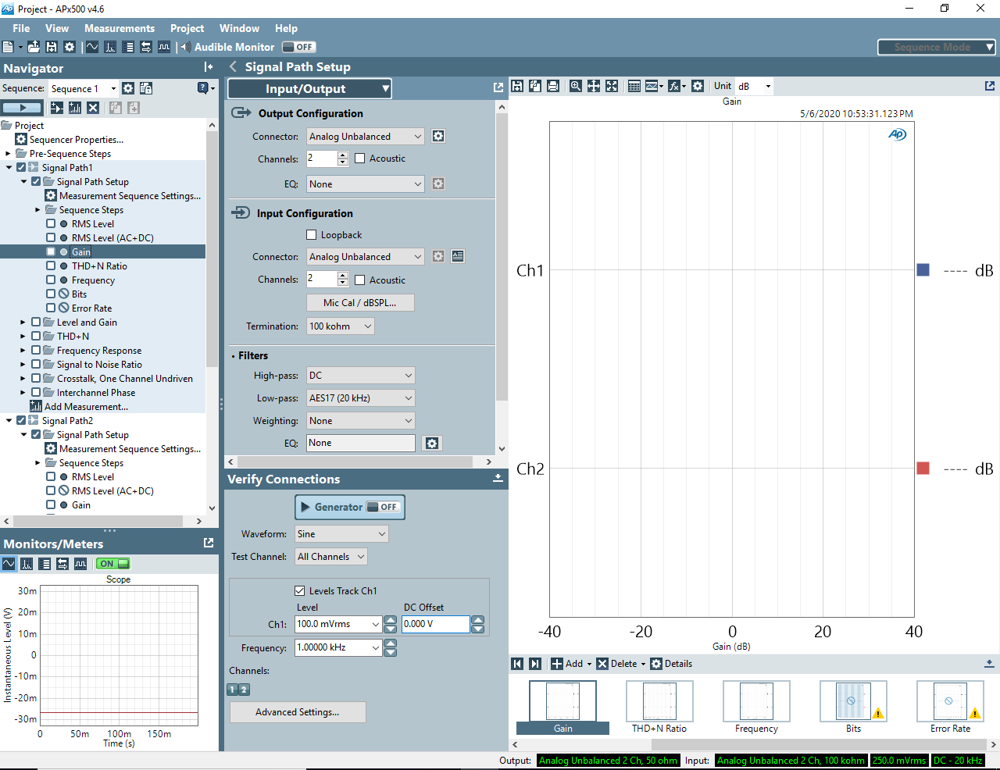 Project - APx500 v4.6
File View Measurements Project Window Help
Audible Monitor OFF
Sequence Mode
Navigator
Sequence: Sequence 1
Project
Sequencer Properties...
Pre-Sequence Steps
Signal Path1
Signal Path Setup
Measurement Sequence Settings...
Sequence Steps
RMS Level
RMS Level (AC+DC)
Gain
THD+N Ratio
Frequency
Bits
Error Rate
Level and Gain
THD+N
Frequency Response
Signal to Noise Ratio
Crosstalk, One Channel Undriven
Interchannel Phase
Add Measurement...
Signal Path2
Signal Path Setup
Measurement Sequence Settings...
Sequence Steps
RMS Level
RMS Level (AC+DC)
Gain
Monitors/Meters
ON
Scope
Instantaneous Level (V)
30m
20m
10m
0
-10m
-20m
-30m
0 50m 100m 150m
Time (s)
Signal Path Setup
Input/Output
Output Configuration
Connector: Analog Unbalanced
Channels: 2 Acoustic
EQ: None
Input Configuration
Loopback
Connector: Analog Unbalanced
Channels: 2 Acoustic
Mic Cal / dBSPL...
Termination: 100 kohm
Filters
High-pass: DC
Low-pass: AES17 (20 kHz)
Weighting: None
EQ: None
Verify Connections
Generator OFF
Waveform: Sine
Test Channel: All Channels
Levels Track Ch1
Level DC Offset
Ch1: 100.0 mVrms 0.000 V
Frequency: 1.00000 kHz
Channels:
1 2
Advanced Settings...
Unit dB
Gain
5/6/2020 10:53:31.123 PM
AP
Ch1 ---- dB
Ch2 ---- dB
-40 -20 0 20 40
Gain (dB)
Add Delete Details
Gain THD+N Ratio Frequency Bits Error Rate
Output: Analog Unbalanced 2 Ch, 50 ohm Input: Analog Unbalanced 2 Ch, 100 kohm 250.0 mVrms DC - 20 kHz